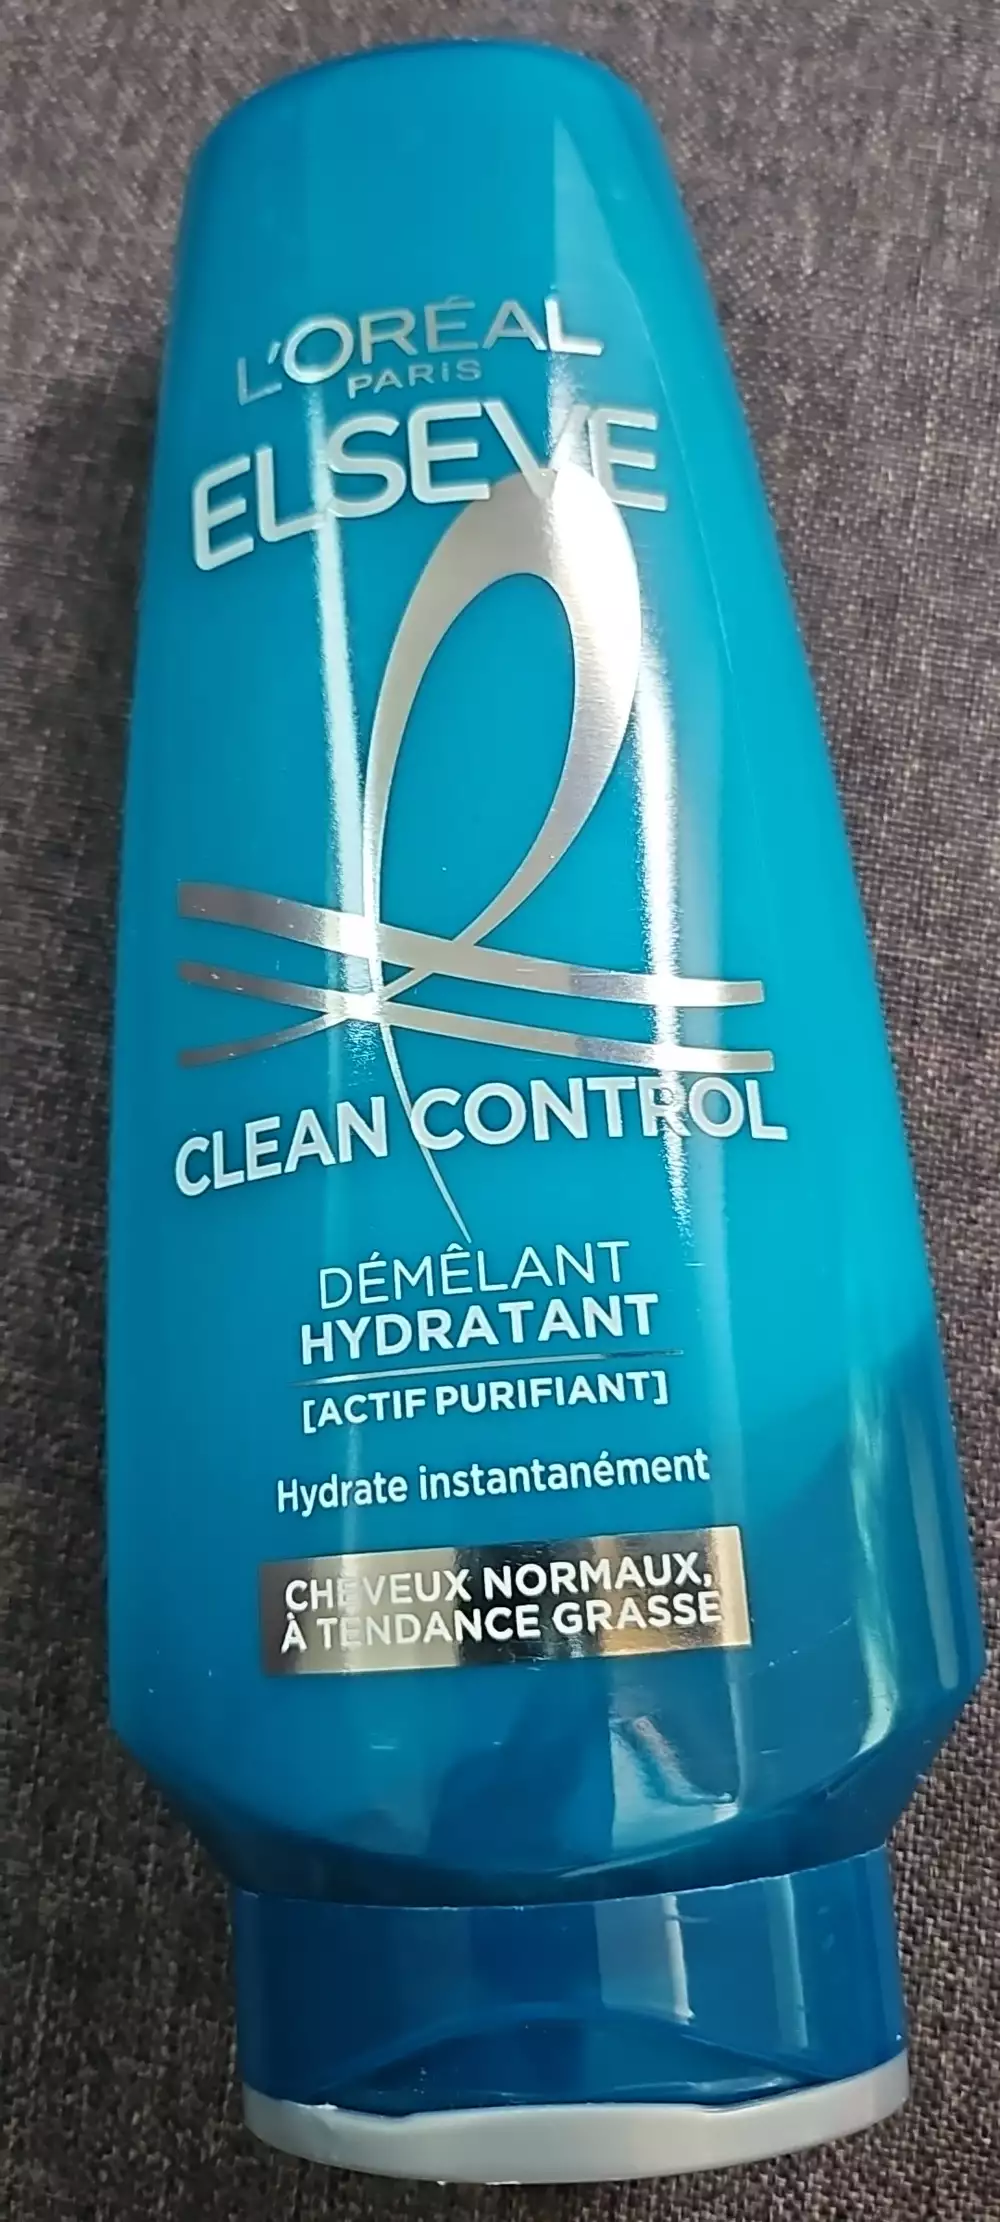 L'ORÉAL
PARIS
ELSEVE
CLEAN CONTROL
DÉMÊLANT
HYDRATANT
[ACTIF PURIFIANT]
Hydrate instantanément
CHEVEUX NORMAUX,
À TENDANCE GRASSE